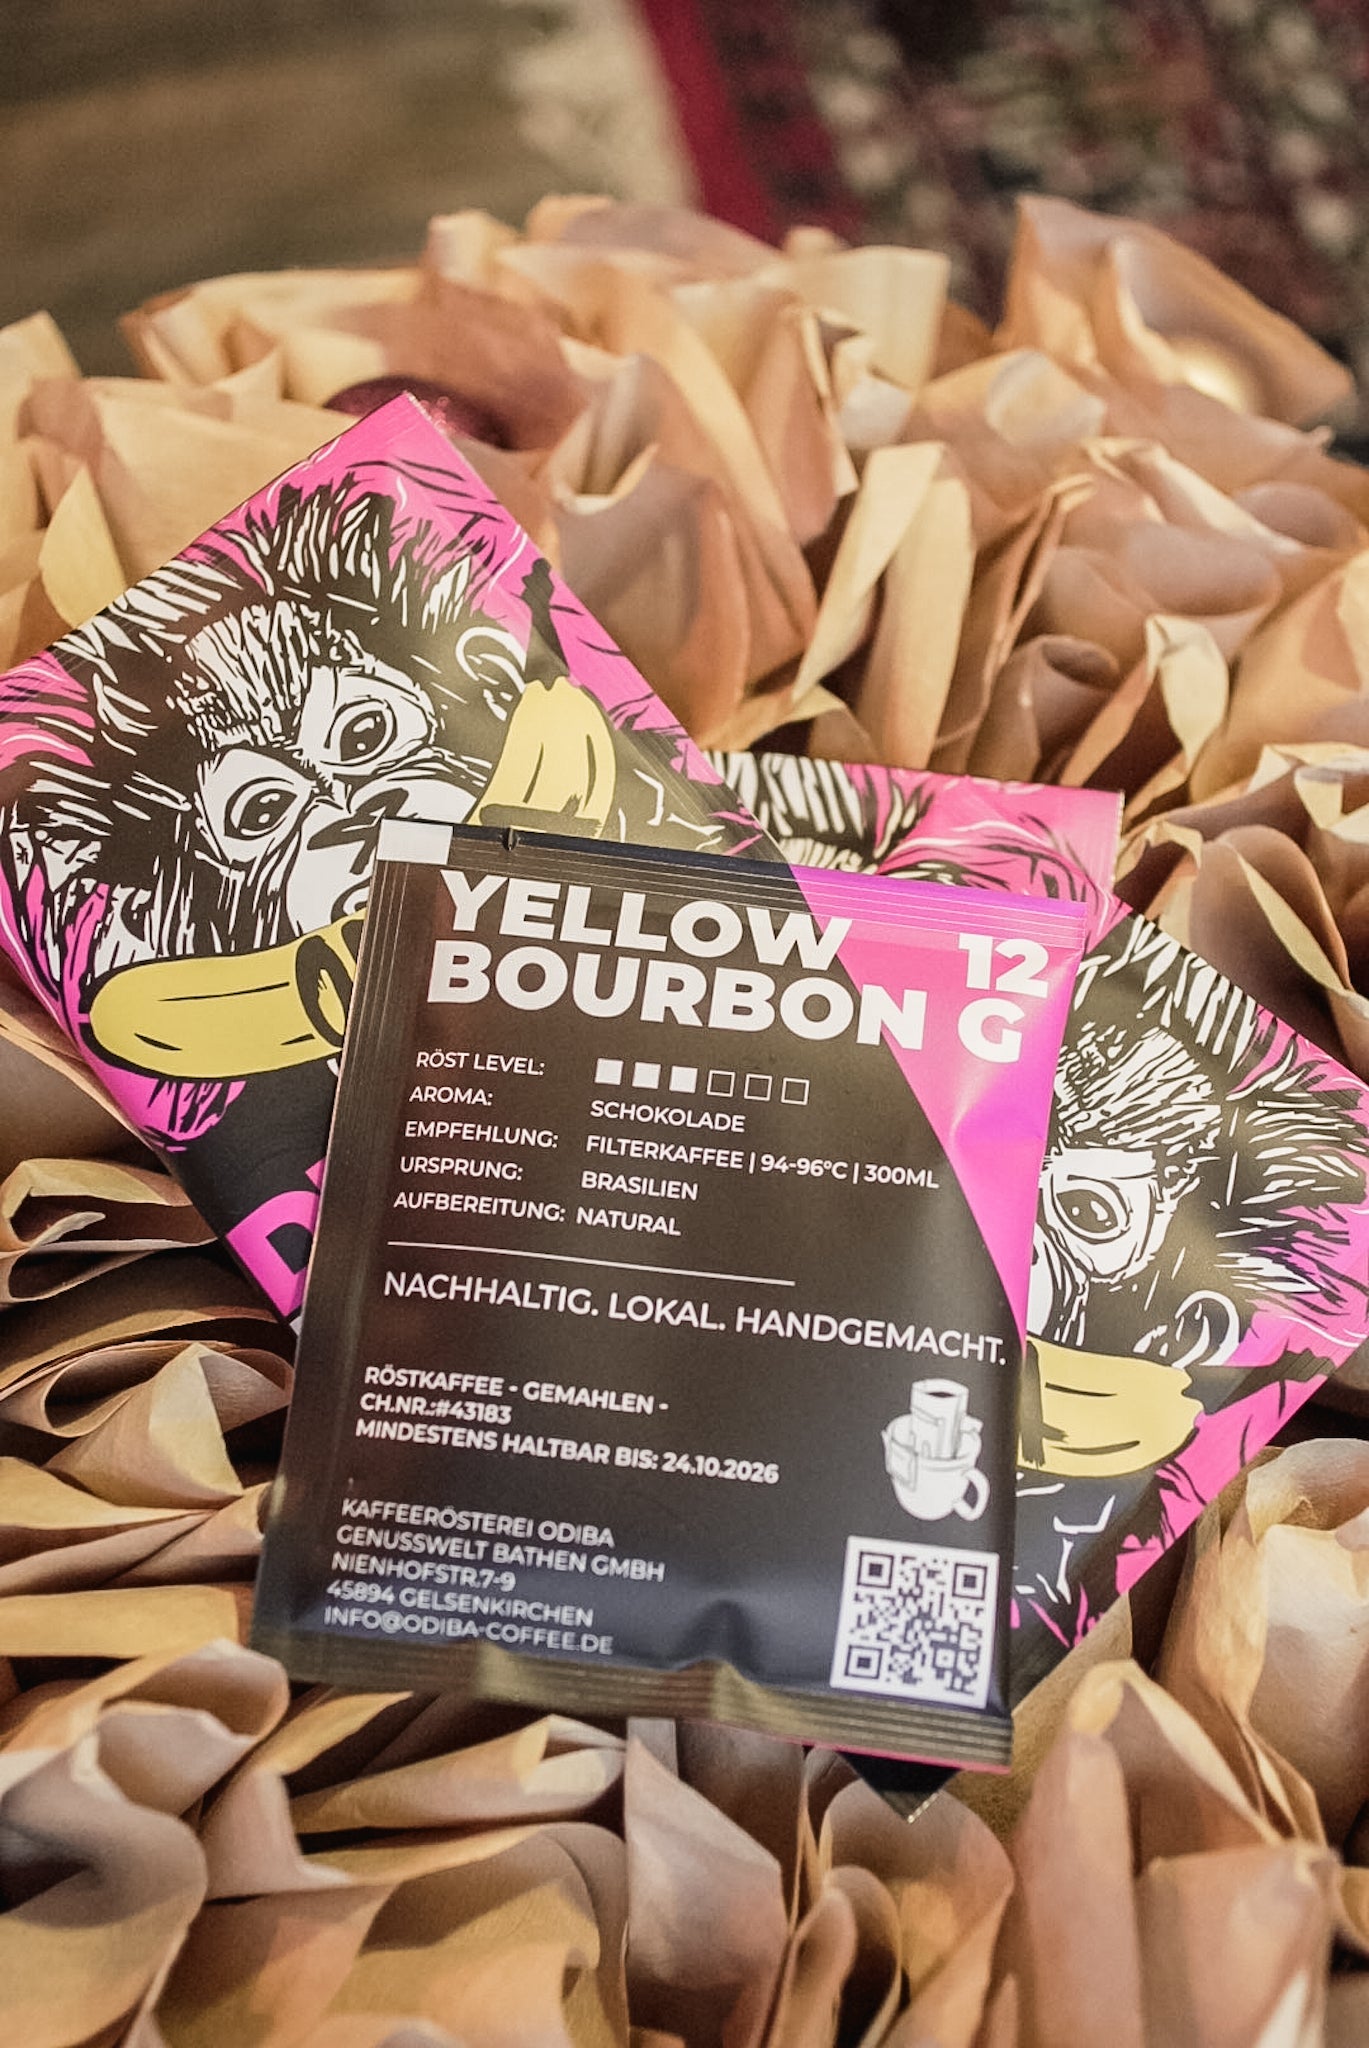 YELLOW
BOURBON
12
G
RÖST LEVEL:
AROMA: SCHOKOLADE
EMPFEHLUNG: FILTERKAFFEE | 94-96°C | 300ML
URSPRUNG: BRASILIEN
AUFBEREITUNG: NATURAL
NACHHALTIG. LOKAL. HANDGEMACHT.
RÖSTKAFFEE - GEMAHLEN -
CH.NR.:#43183
MINDESTENS HALTBAR BIS: 24.10.2026
KAFFEERÖSTEREI ODIBA
GENUSSWELT BATHEN GMBH
NIENHOFSTR.7-9
45894 GELSENKIRCHEN
INFO@ODIBA-COFFEE.DE